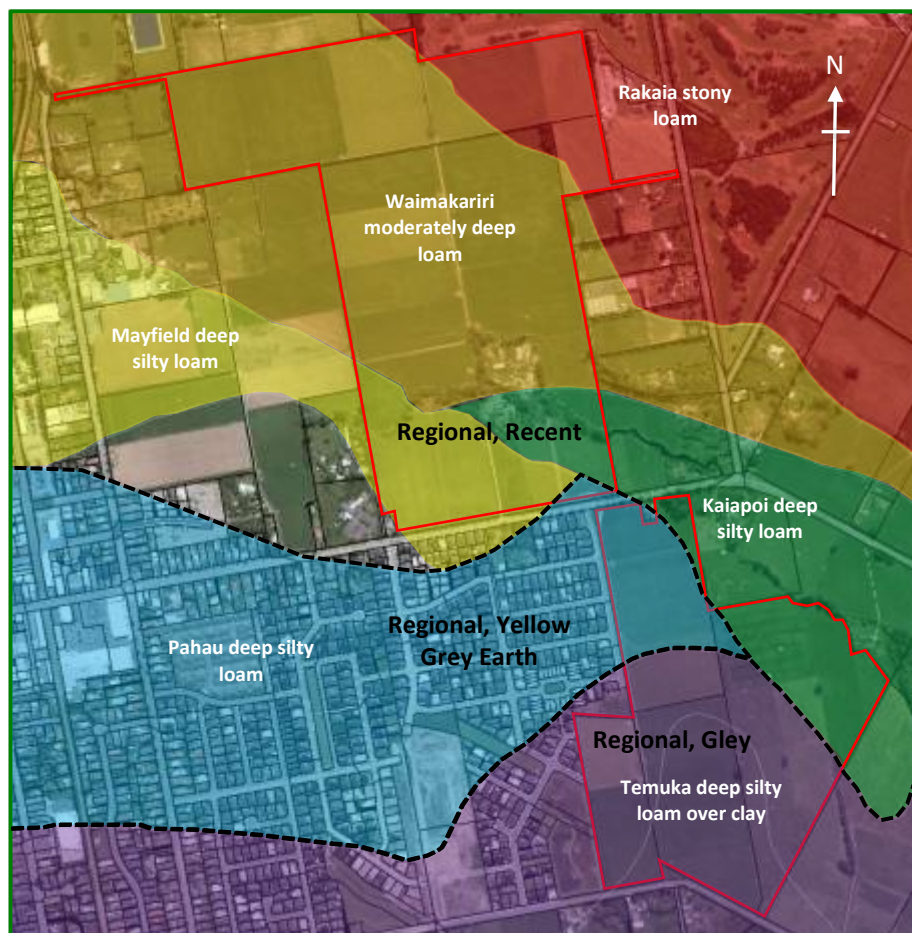 N
Rakaia stony
loam
Waimakariri
moderately deep
loam
Mayfield deep
silty loam
Regional, Recent
Kaiapoi deep
silty loam
Regional, Yellow
Grey Earth
Pahau deep silty
loam
Regional, Gley
Temuka deep silty
loam over clay